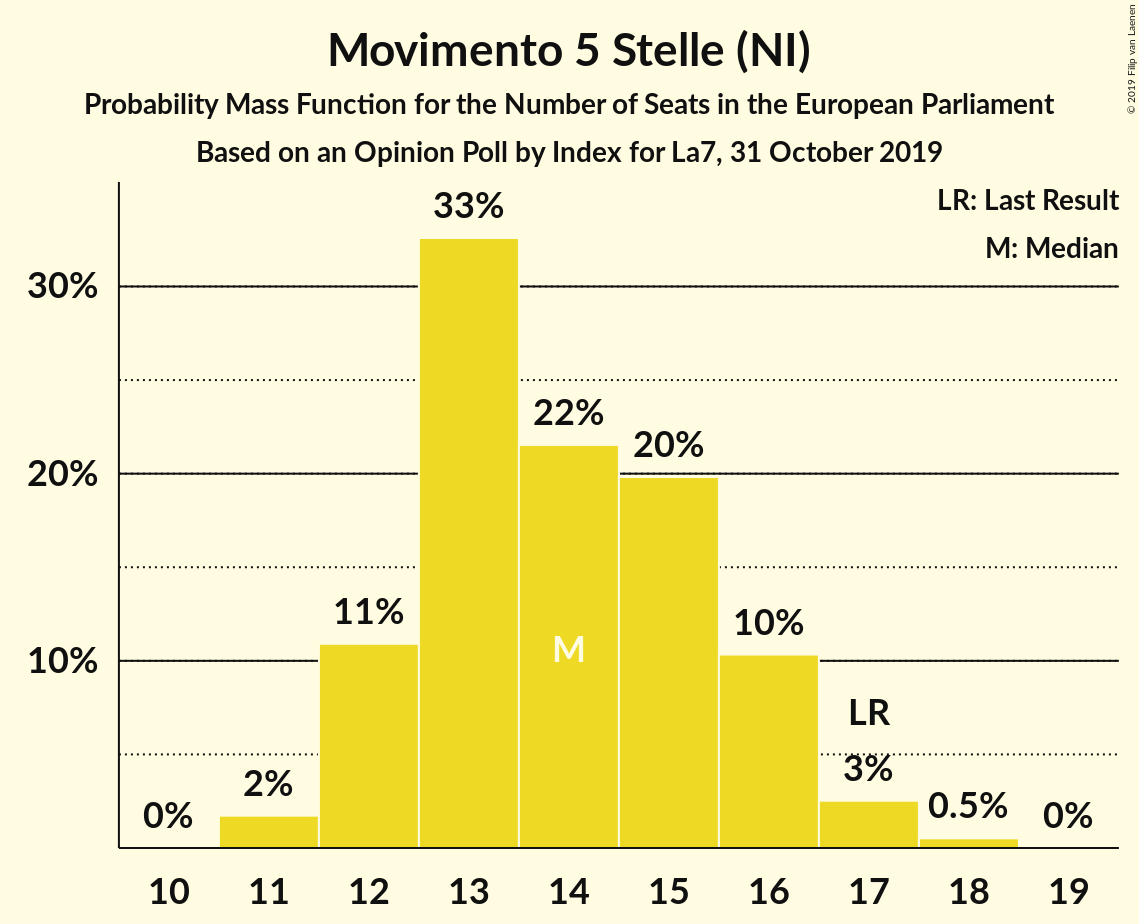 Movimento 5 Stelle (NI)
Probability Mass Function for the Number of Seats in the European Parliament
Based on an Opinion Poll by Index for La7, 31 October 2019
© 2019 Filip van Laenen
LR: Last Result
M: Median
33%
30%
22%
20%
20%
11%
10%
10%
M
LR
3%
2%
0.5%
0%
0%
10 11 12 13 14 15 16 17 18 19